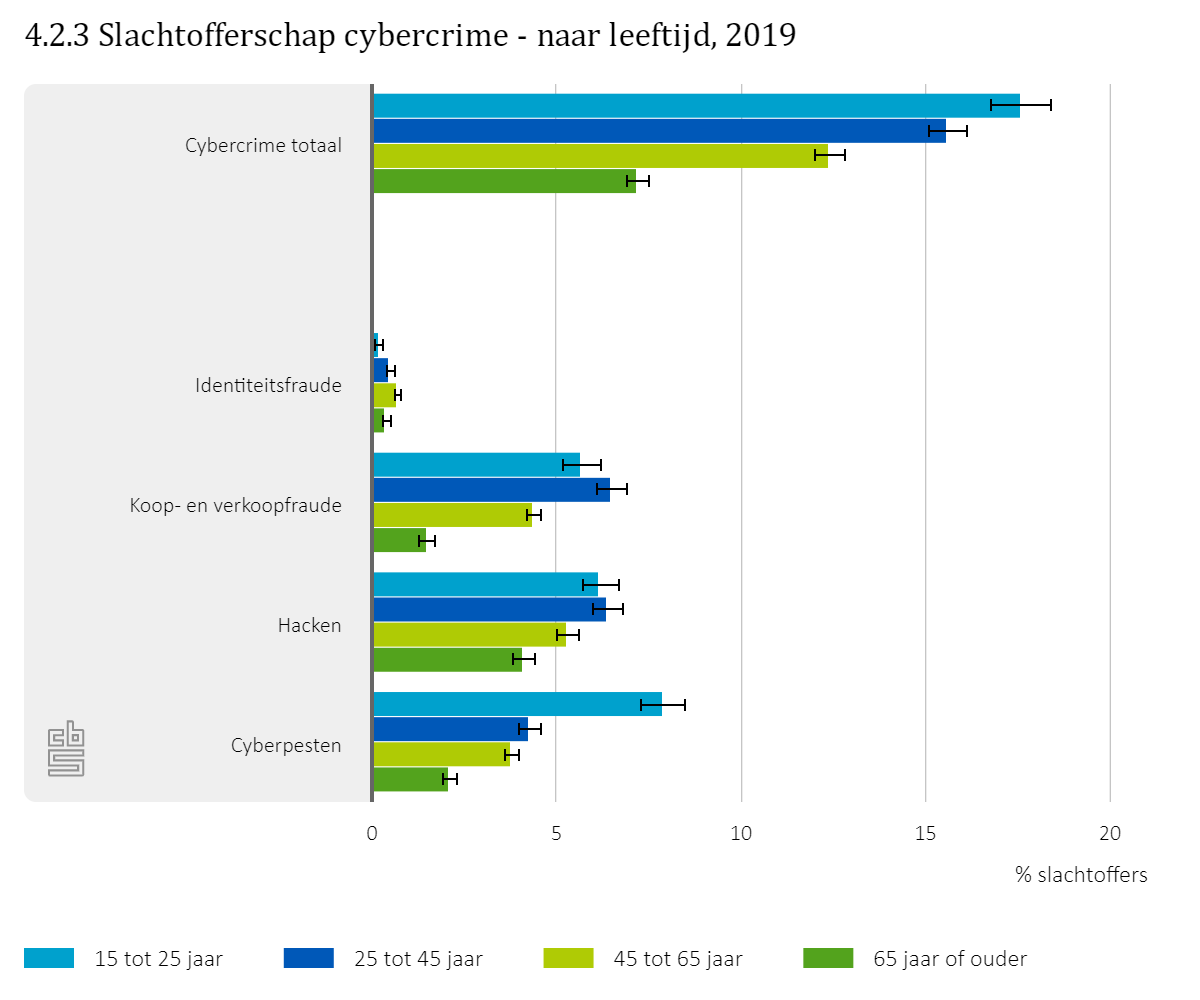 4.2.3 Slachtofferschap cybercrime - naar leeftijd, 2019
Cybercrime totaal
Identiteitsfraude
Koop- en verkoopfraude
Hacken
Cyberpesten
cbs
0 5 10 15 20
% slachtoffers
15 tot 25 jaar 25 tot 45 jaar 45 tot 65 jaar 65 jaar of ouder